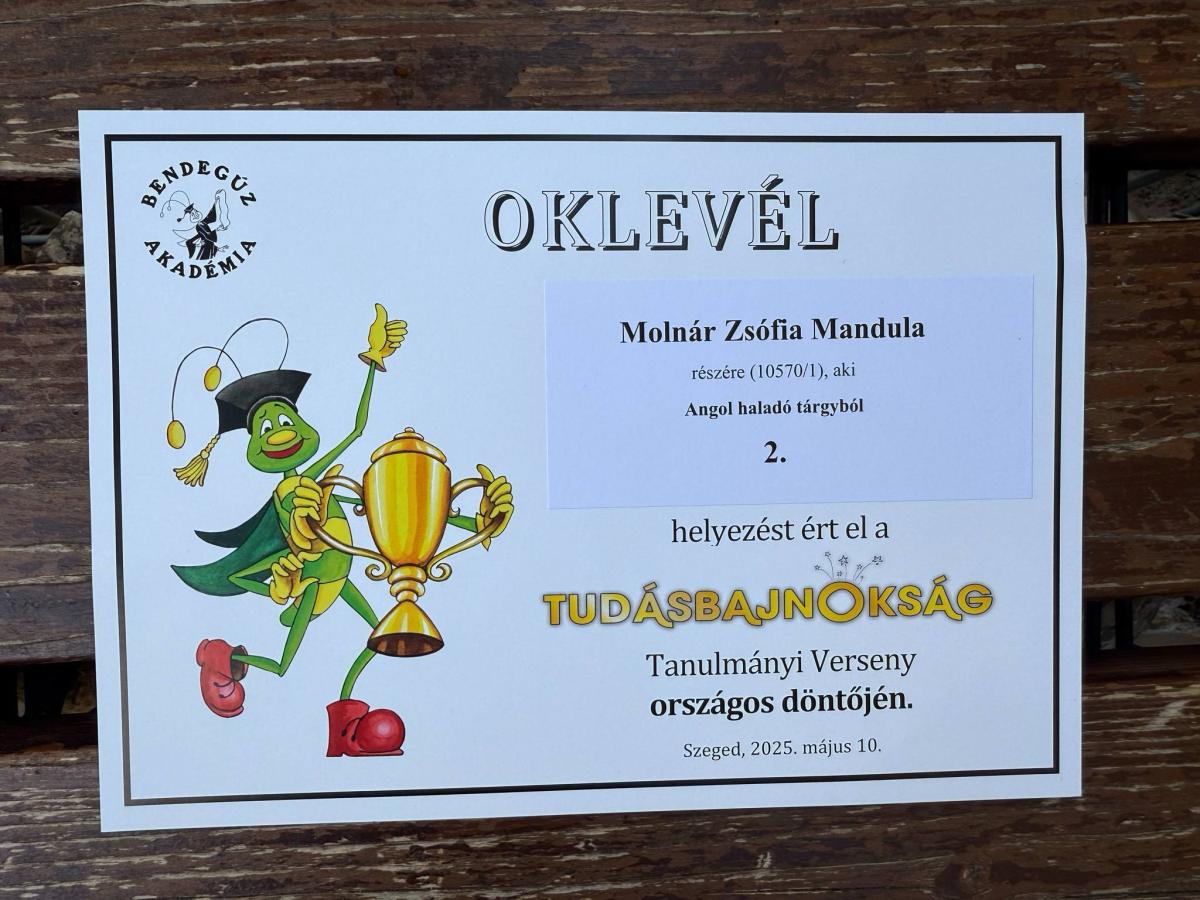 BENDEGÚZ
AKADÉMIA
OKLEVÉL
Molnár Zsófia Mandula
részére (10570/1), aki
Angol haladó tárgyból
2.
helyezést ért el a
TUDÁSBAJNOKSÁG
Tanulmányi Verseny
országos döntőjén.
Szeged, 2025. május 10.